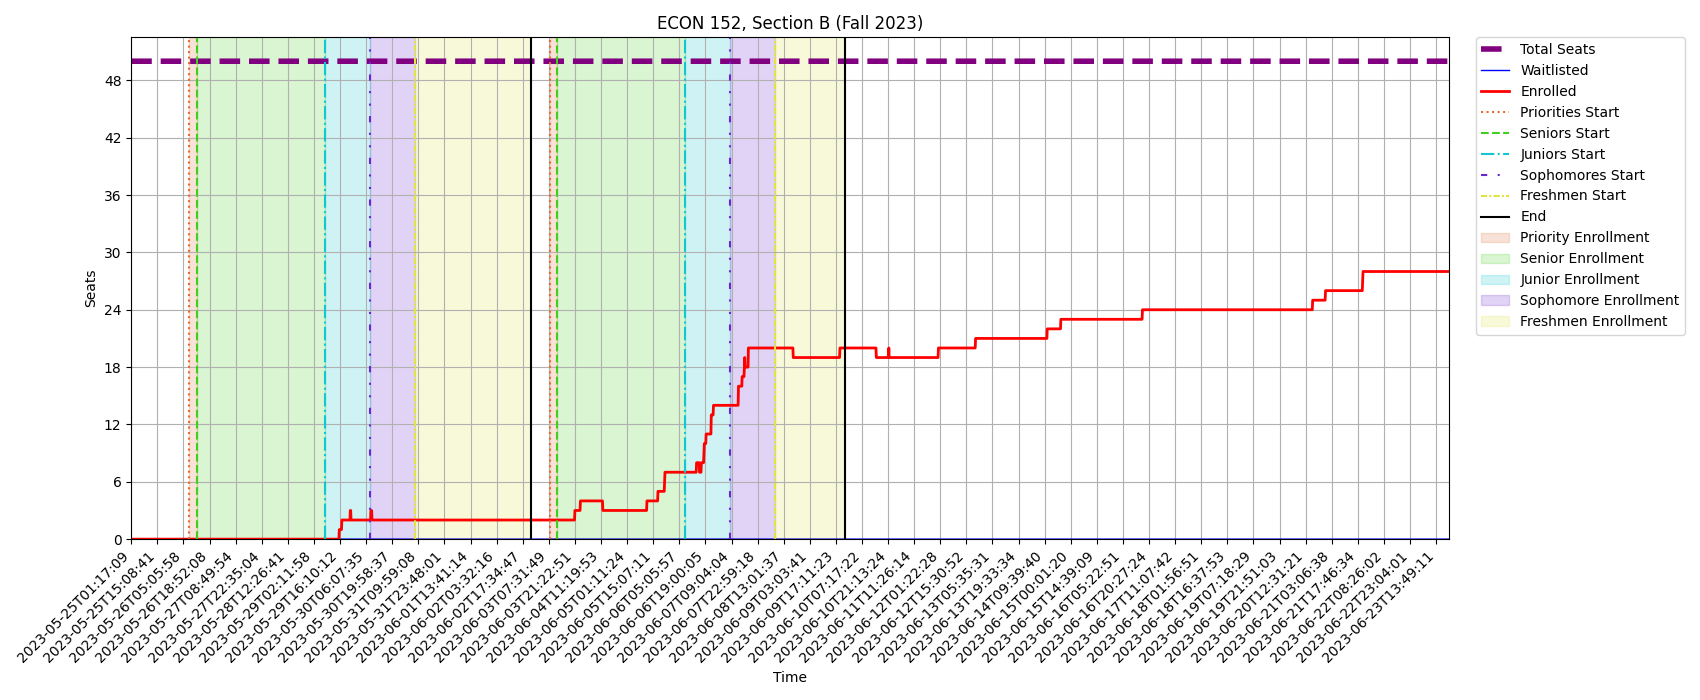 ECON 152, Section B (Fall 2023)
Seats
48
42
36
30
24
18
12
6
0
2023-05-25T01:17:09
2023-05-25T15:08:41
2023-05-26T05:05:58
2023-05-26T18:52:08
2023-05-27T08:49:54
2023-05-27T22:35:04
2023-05-28T12:26:41
2023-05-29T02:11:58
2023-05-29T16:10:12
2023-05-30T06:07:35
2023-05-30T19:58:37
2023-05-31T09:59:08
2023-05-31T23:48:01
2023-06-01T13:41:14
2023-06-02T03:32:16
2023-06-02T17:34:47
2023-06-03T07:31:49
2023-06-03T21:22:51
2023-06-04T11:19:53
2023-06-05T01:11:24
2023-06-05T15:07:11
2023-06-06T05:05:57
2023-06-06T19:00:05
2023-06-07T09:04:04
2023-06-07T22:59:18
2023-06-08T13:01:37
2023-06-09T03:03:41
2023-06-09T17:11:23
2023-06-10T07:17:22
2023-06-10T21:13:24
2023-06-11T11:26:14
2023-06-12T01:22:28
2023-06-12T15:30:52
2023-06-13T05:35:31
2023-06-13T19:33:34
2023-06-14T09:39:40
2023-06-15T00:01:20
2023-06-15T14:39:09
2023-06-16T05:22:51
2023-06-16T20:27:24
2023-06-17T11:07:42
2023-06-18T01:56:51
2023-06-18T16:37:53
2023-06-19T07:18:29
2023-06-19T21:51:03
2023-06-20T12:31:21
2023-06-21T03:06:38
2023-06-21T17:46:34
2023-06-22T08:26:02
2023-06-22T23:04:01
2023-06-23T13:49:11
Time
Total Seats
Waitlisted
Enrolled
Priorities Start
Seniors Start
Juniors Start
Sophomores Start
Freshmen Start
End
Priority Enrollment
Senior Enrollment
Junior Enrollment
Sophomore Enrollment
Freshmen Enrollment